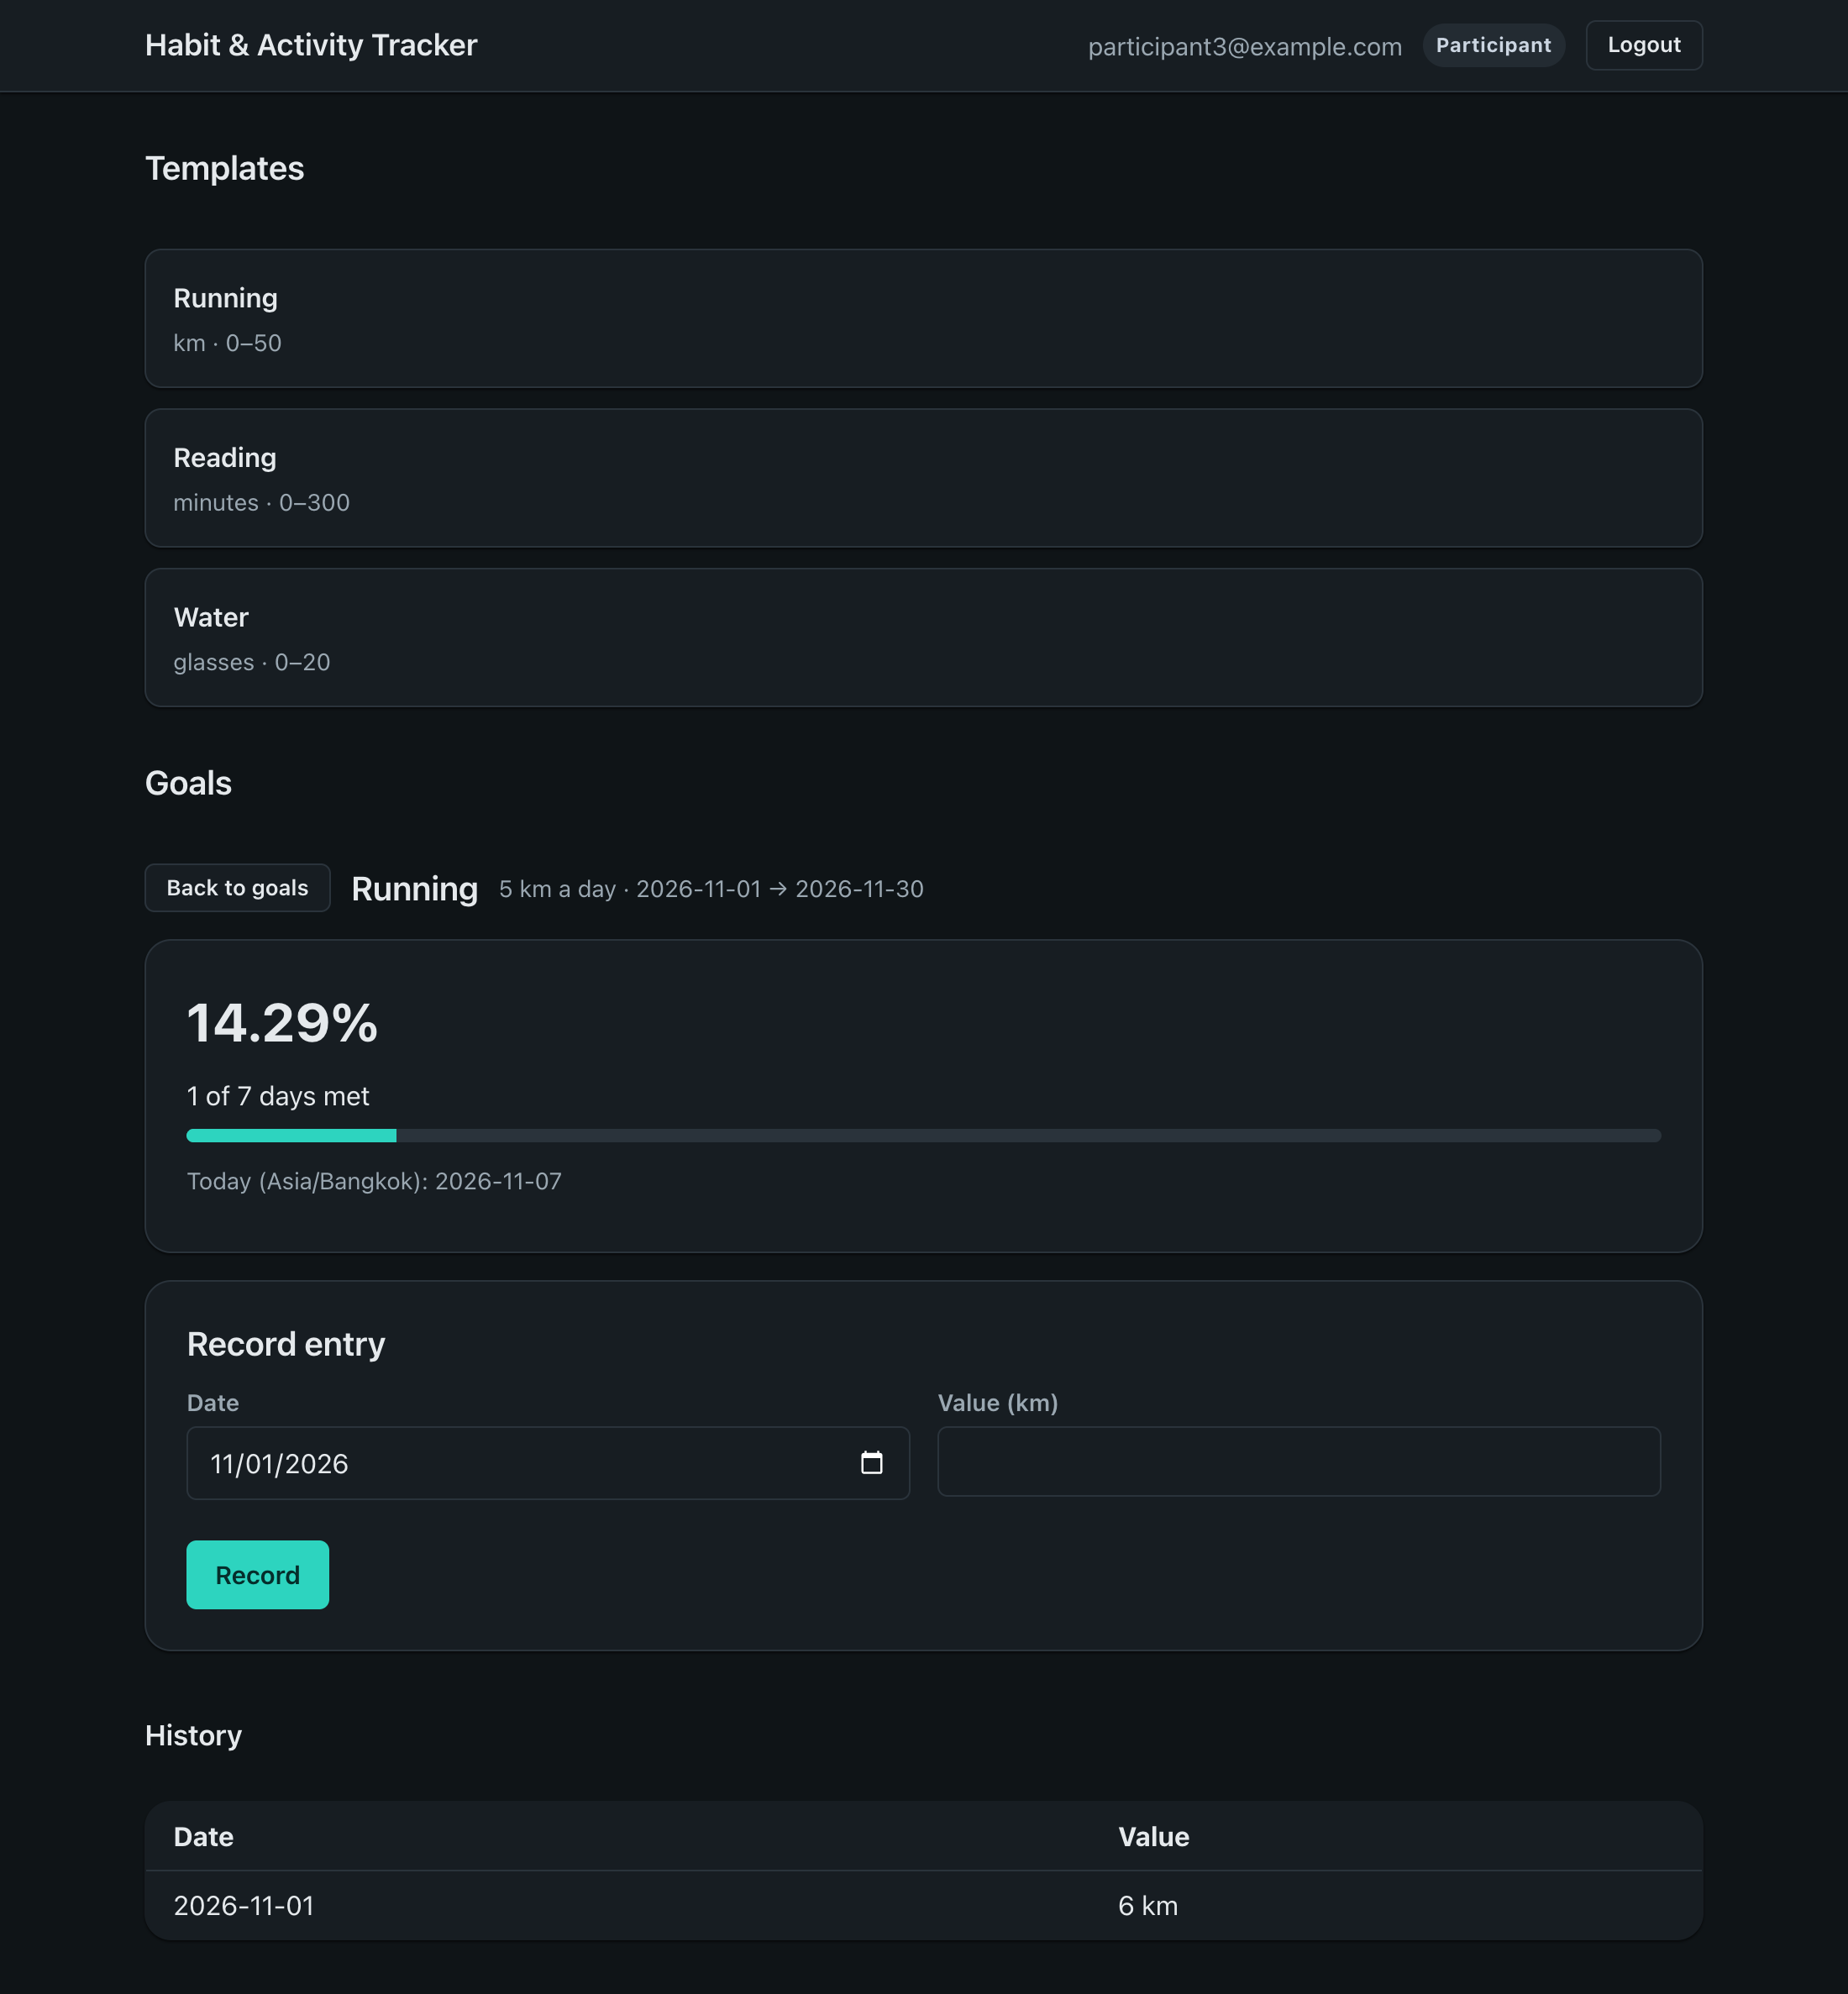 Habit & Activity Tracker
participant3@example.com
Participant
Logout
Templates
Running
km · 0–50
Reading
minutes · 0–300
Water
glasses · 0–20
Goals
Back to goals
Running
5 km a day · 2026-11-01 → 2026-11-30
14.29%
1 of 7 days met
Today (Asia/Bangkok): 2026-11-07
Record entry
Date
Value (km)
11/01/2026
Record
History
Date
Value
2026-11-01
6 km